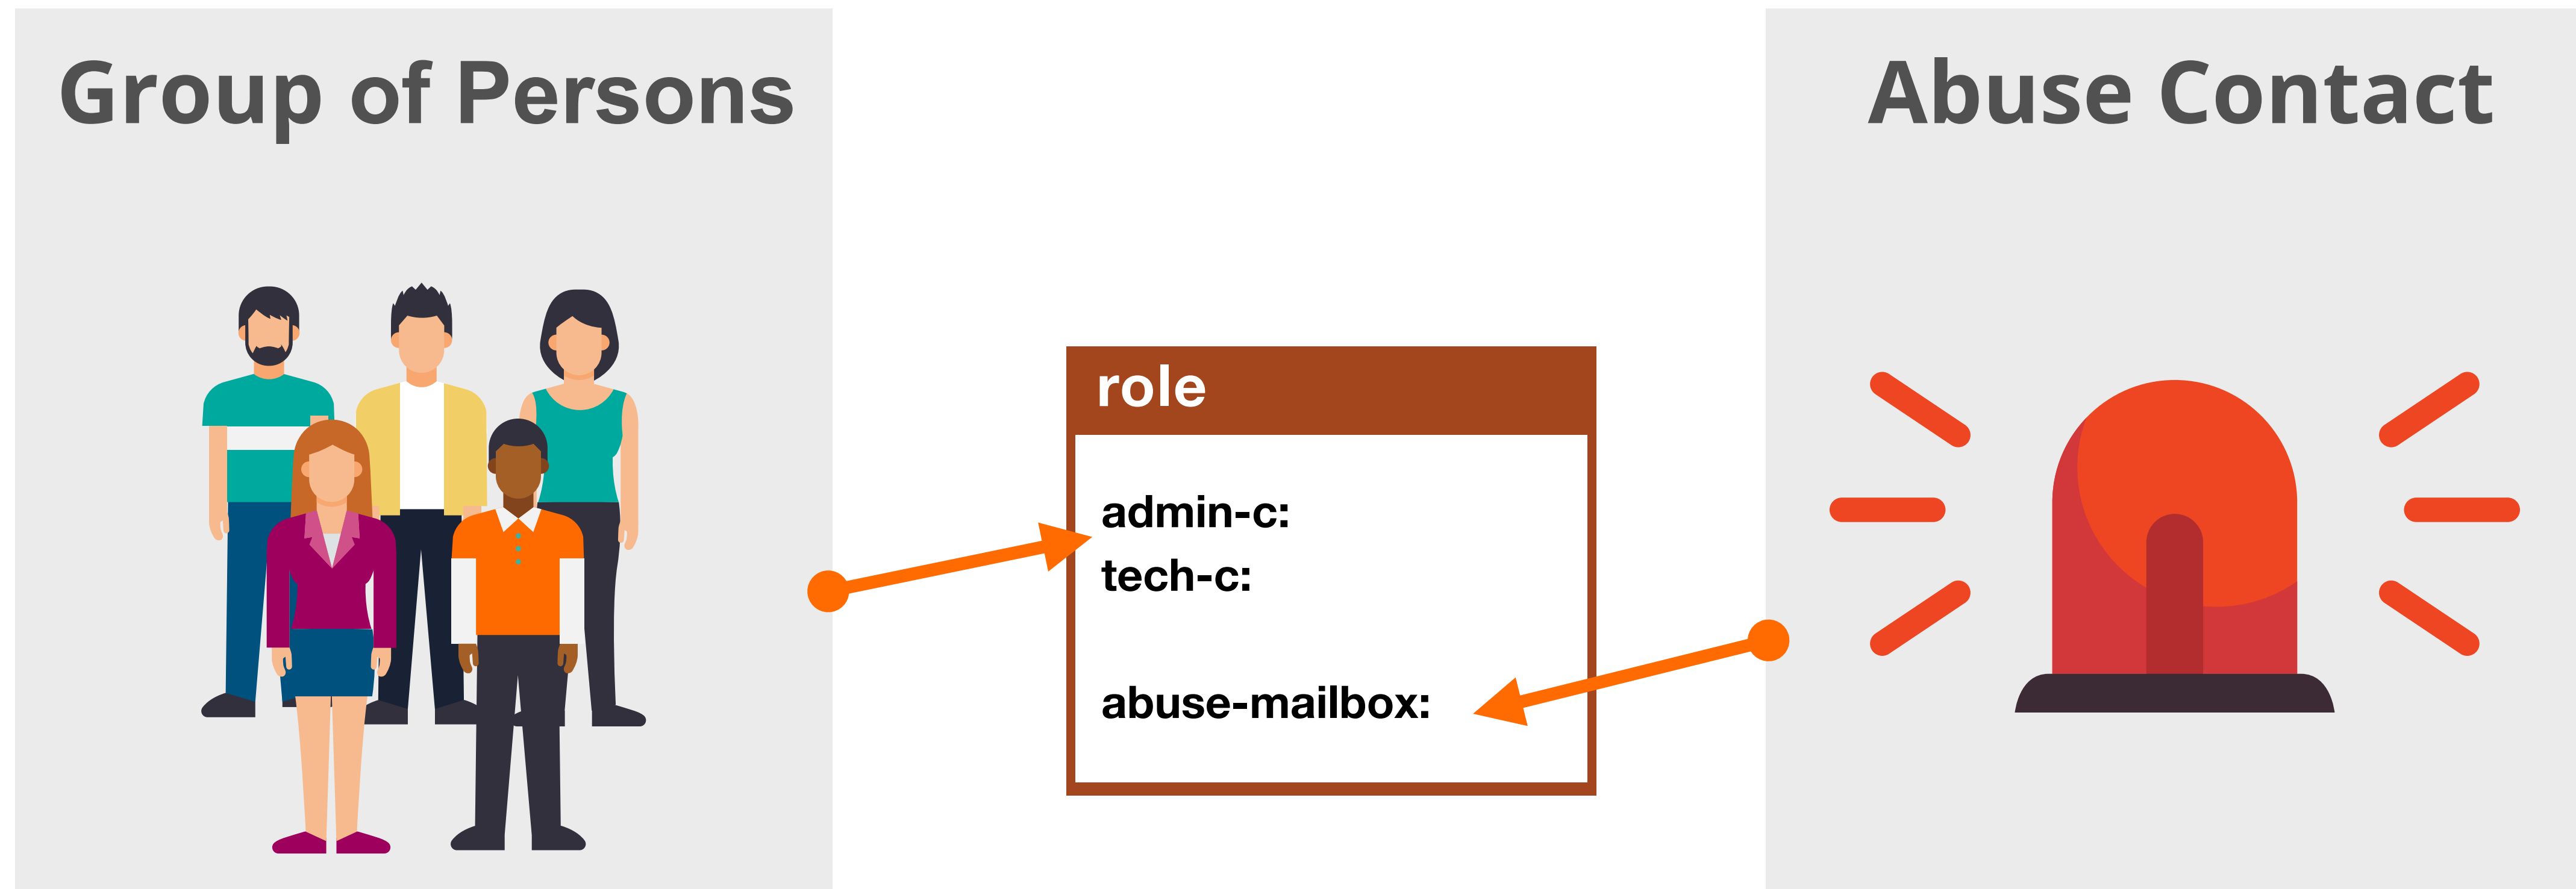 Group of Persons
Abuse Contact
role
admin-c:
tech-c:
abuse-mailbox: